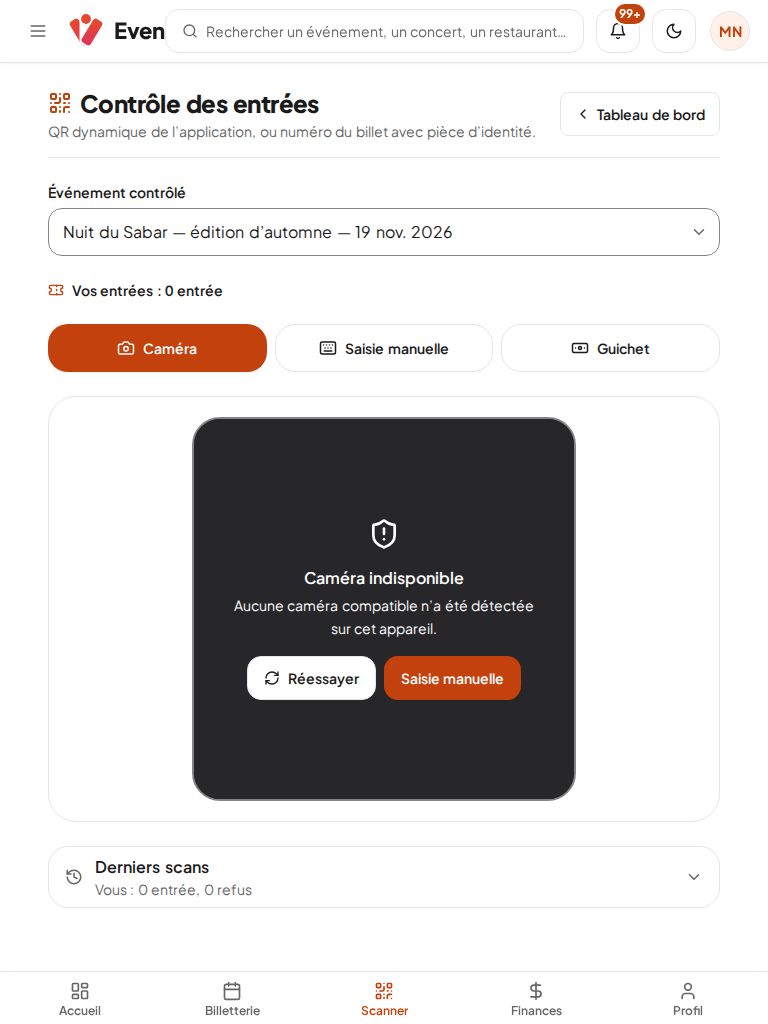 Even
Rechercher un événement, un concert, un restaurant…
99+
MN
Contrôle des entrées
QR dynamique de l’application, ou numéro du billet avec pièce d’identité.
Tableau de bord
Événement contrôlé
Nuit du Sabar — édition d’automne — 19 nov. 2026
Vos entrées : 0 entrée
Caméra
Saisie manuelle
Guichet
Caméra indisponible
Aucune caméra compatible n’a été détectée
sur cet appareil.
Réessayer
Saisie manuelle
Derniers scans
Vous : 0 entrée, 0 refus
Accueil
Billetterie
Scanner
Finances
Profil